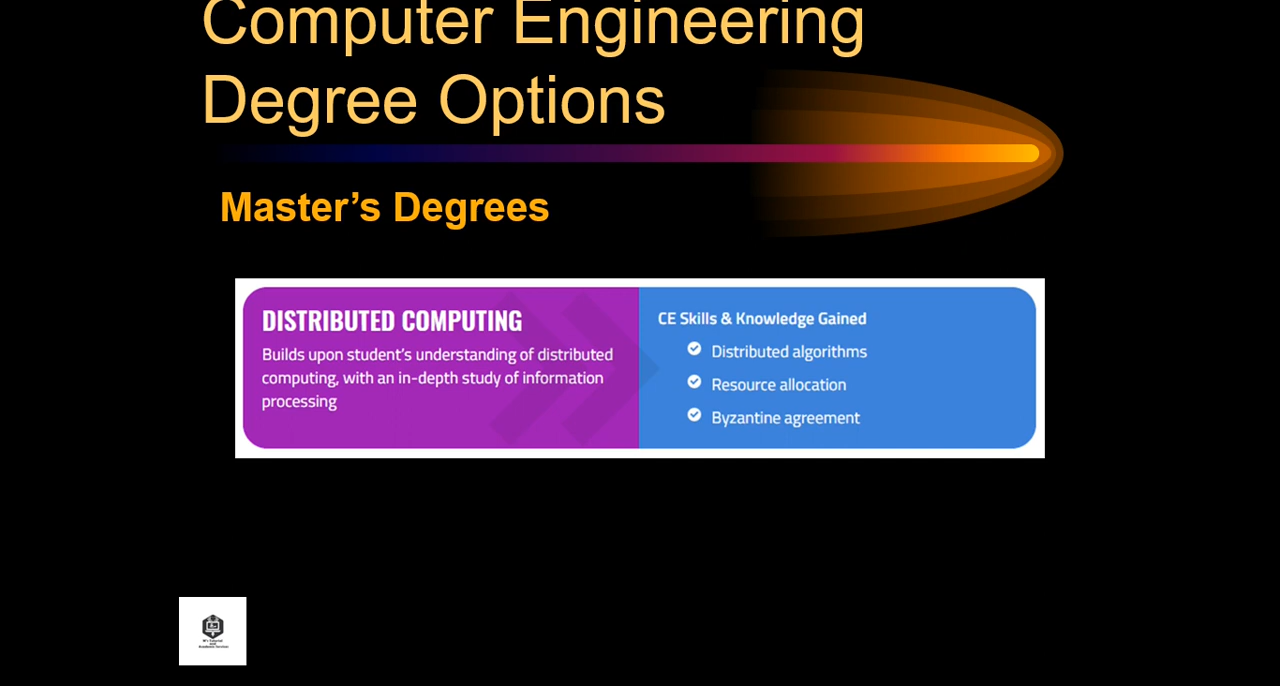 Computer Engineering
Degree Options
Master’s Degrees
DISTRIBUTED COMPUTING
Builds upon student's understanding of distributed
computing, with an in-depth study of information
processing
CE Skills & Knowledge Gained
Distributed algorithms
Resource allocation
Byzantine agreement